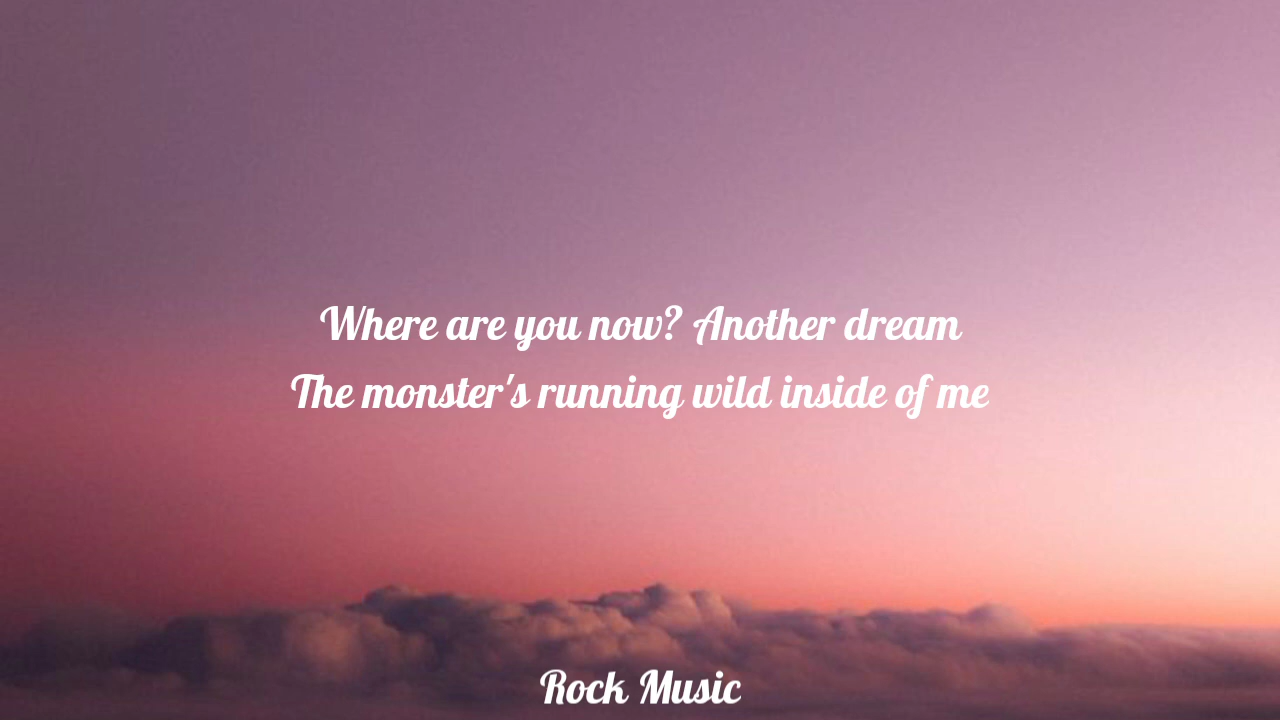 Where are you now? Another dream
The monster's running wild inside of me
Rock Music